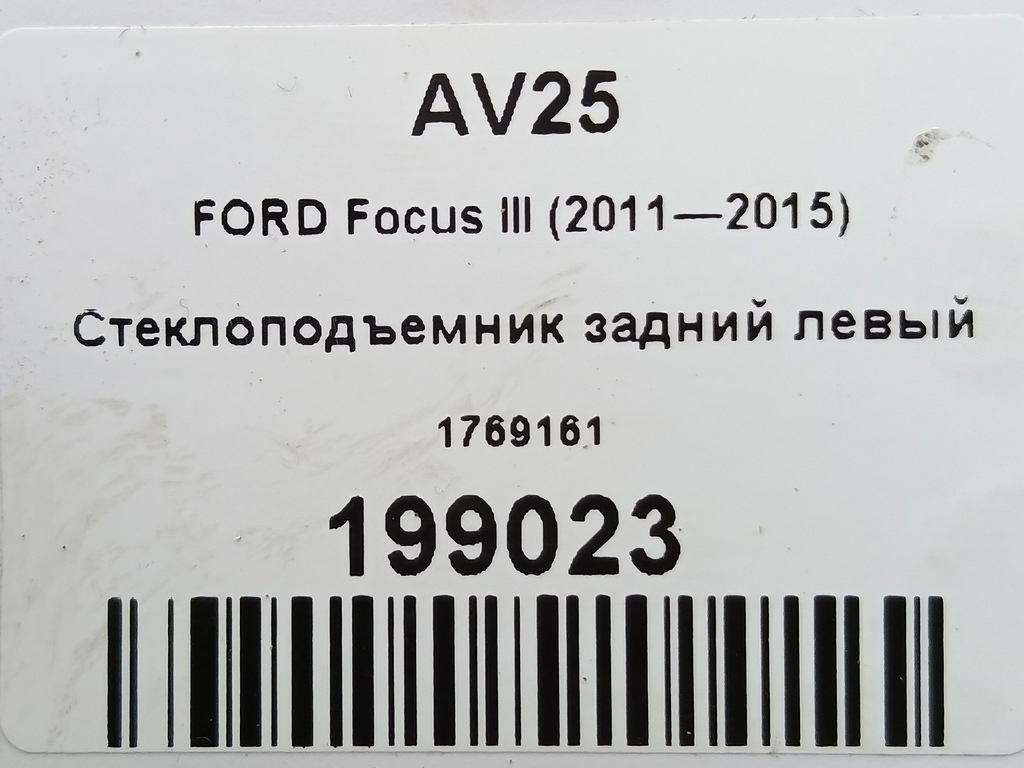 AV25
FORD Focus III (2011—2015)
Стеклоподъемник задний левый
1769161
199023